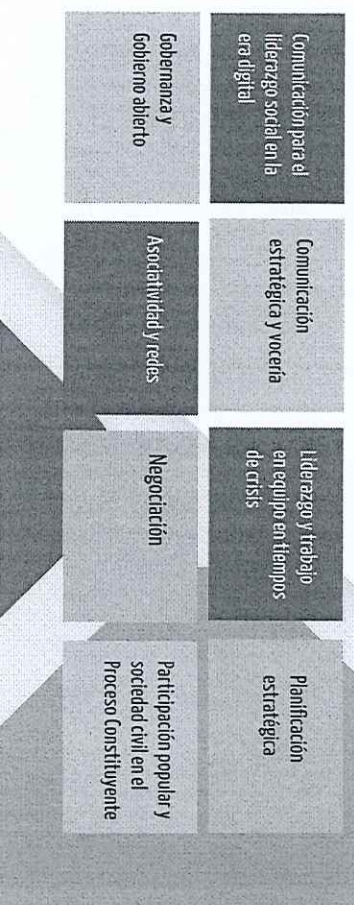 Comunicación para el
liderazgo social en la
era digital
Comunicación
estratégica y vocería
Liderazgo y trabajo
en equipo en tiempos
de crisis
Planificación
estratégica
Gobernanza y
Gobierno abierto
Asociatividad y redes
Negociación
Participación popular y
sociedad civil en el
Proceso Constituyente